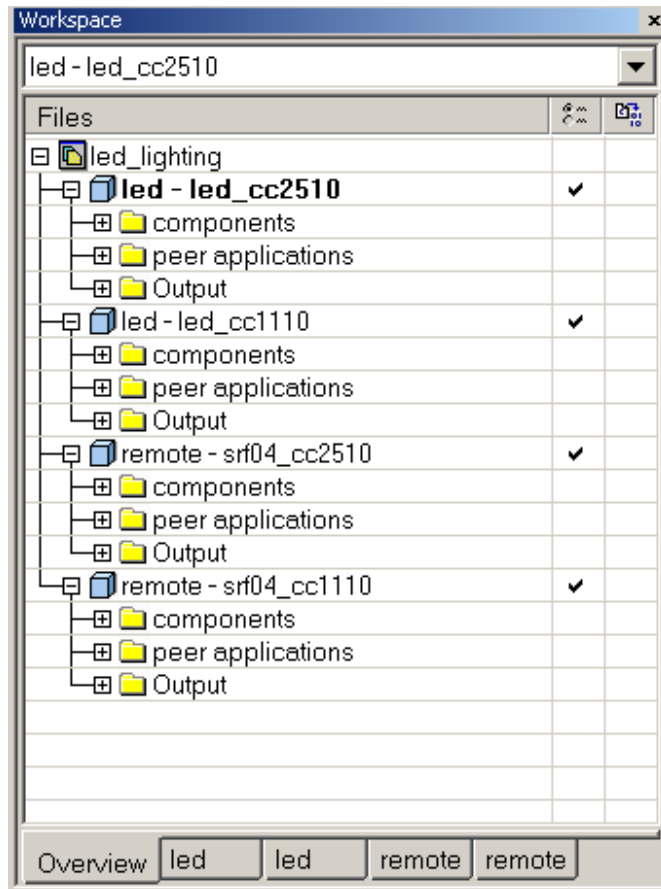 Workspace
led - led_cc2510
Files
led_lighting
led - led_cc2510
components
peer applications
Output
led - led_cc1110
components
peer applications
Output
remote - srf04_cc2510
components
peer applications
Output
remote - srf04_cc1110
components
peer applications
Output
Overview led led remote remote